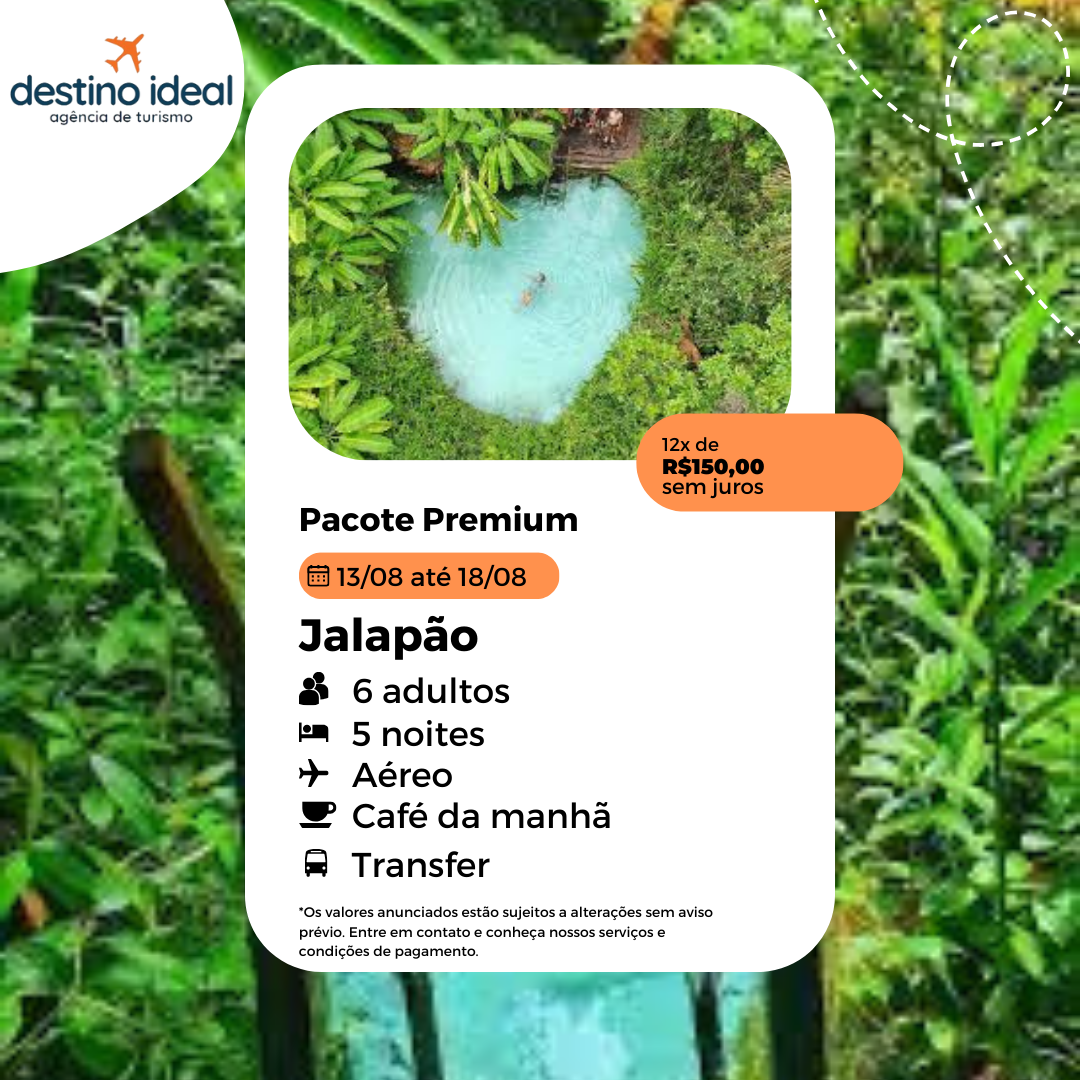 destino ideal
agência de turismo
12x de
R$150,00
sem juros
Pacote Premium
13/08 até 18/08
Jalapão
6 adultos
5 noites
Aéreo
Café da manhã
Transfer
*Os valores anunciados estão sujeitos a alterações sem aviso
prévio. Entre em contato e conheça nossos serviços e
condições de pagamento.